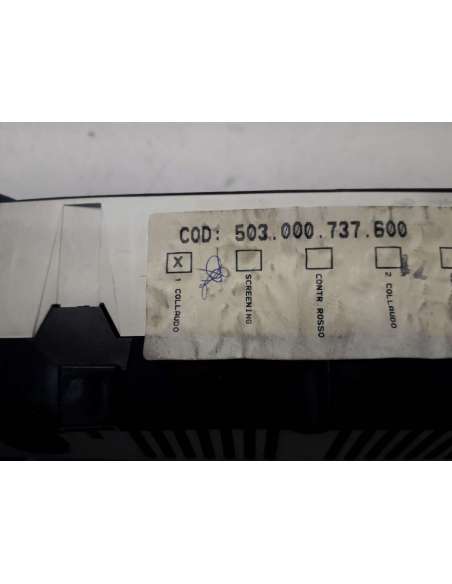 COD: 503.000.737.600
X
1 COLLAUDO
SCREENING
CONTR. ROSSO
2 COLLAUDO